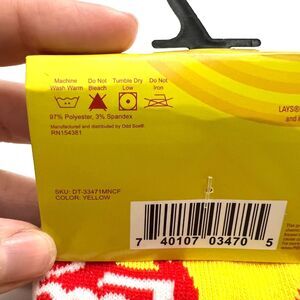 Machine Do Not Tumble Dry Do Not
Wash Warm Bleach Low Iron
97% Polyester, 3% Spandex
Manufactured and distributed by Odd Sox®.
RN154381
LAYS®
and
SKU: DT-33471MNCF
COLOR: YELLOW
7 40107 03470 5